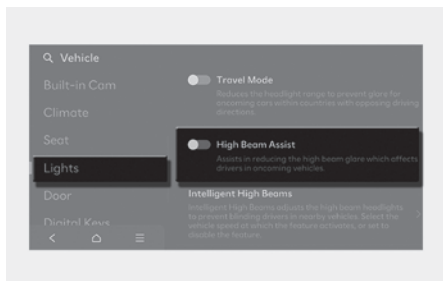 Vehicle
Built-in Cam
Climate
Seat
Lights
Door
Digital Keys
Travel Mode
Reduces the headlight range to prevent glare for
oncoming cars within countries with opposing driving
directions.
High Beam Assist
Assists in reducing the high beam glare which affects
drivers in oncoming vehicles.
Intelligent High Beams
Intelligent High Beams adjusts the high beam headlights
to prevent blinding drivers in nearby vehicles. Select the
vehicle speed at which the feature activates, or set to
disable the feature.